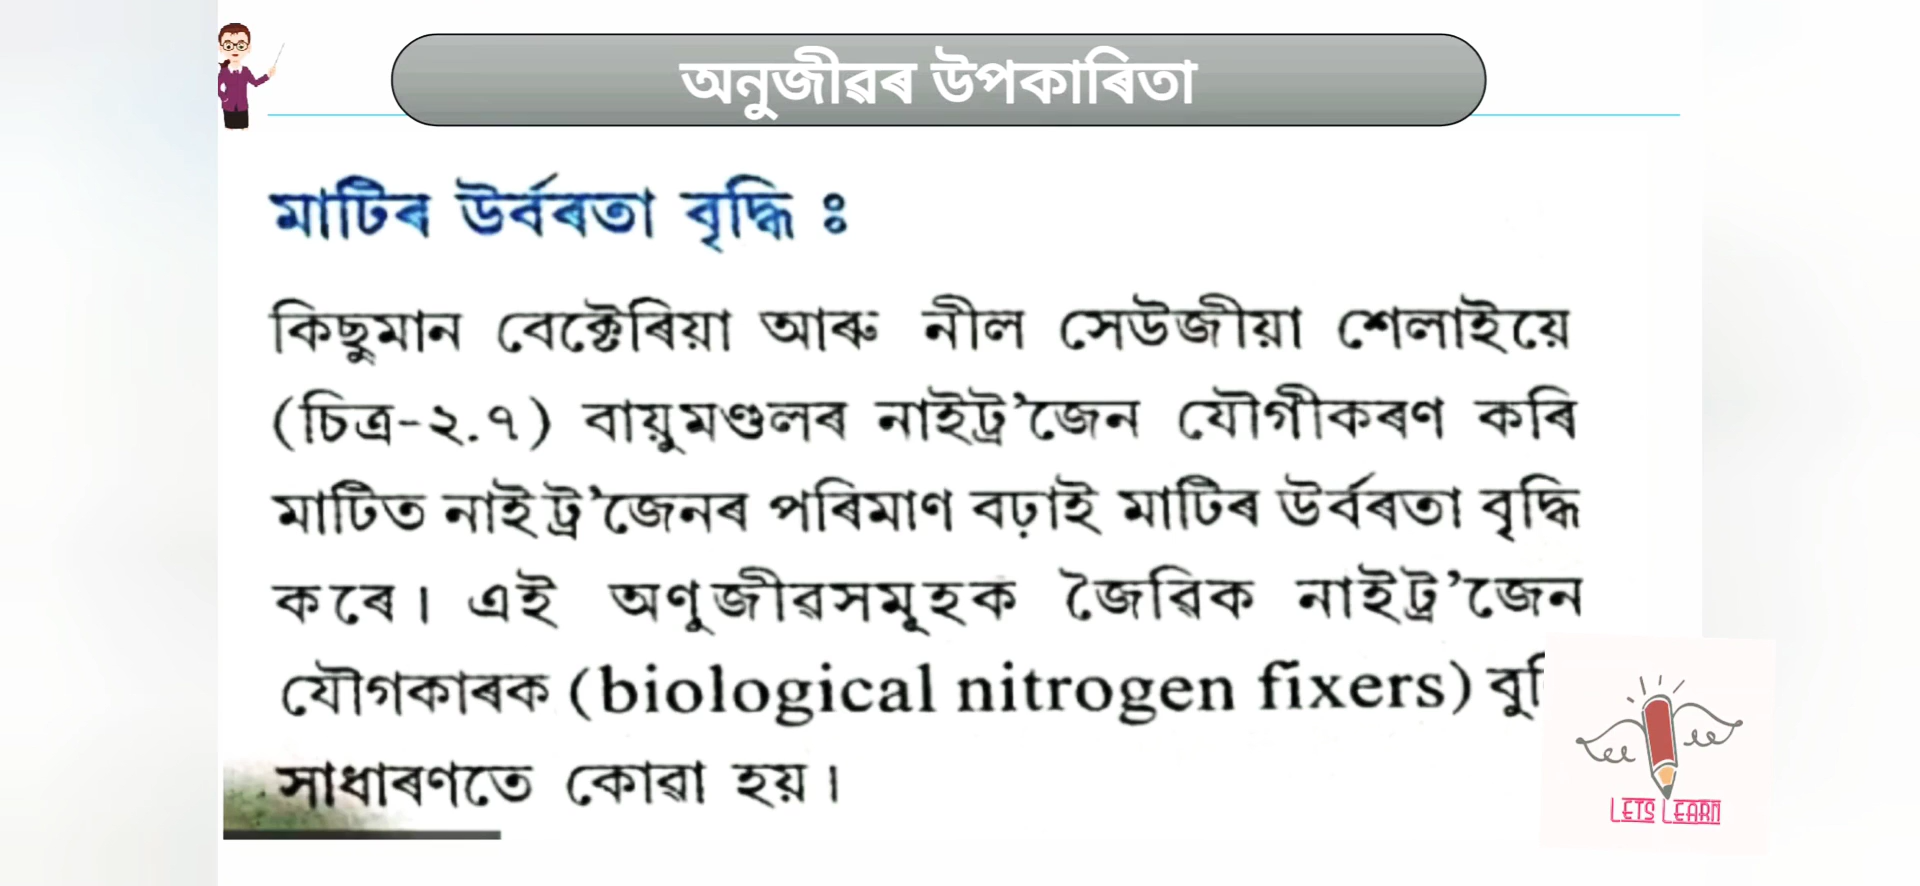 অনুজীৱৰ উপকাৰিতা
মাটিৰ উৰ্বৰতা বৃদ্ধি ঃ
কিছুমান বেক্টেৰিয়া আৰু নীল সেউজীয়া শেলাইয়ে
(চিত্ৰ-২.৭) বায়ুমণ্ডলৰ নাইট্ৰ’জেন যৌগীকৰণ কৰি
মাটিত নাইট্ৰ’জেনৰ পৰিমাণ বঢ়াই মাটিৰ উৰ্বৰতা বৃদ্ধি
কৰে। এই অণুজীৱসমূহক জৈৱিক নাইট্ৰ’জেন
যৌগকাৰক (biological nitrogen fixers)
সাধাৰণতে কোৱা হয়।
LETS LEARN